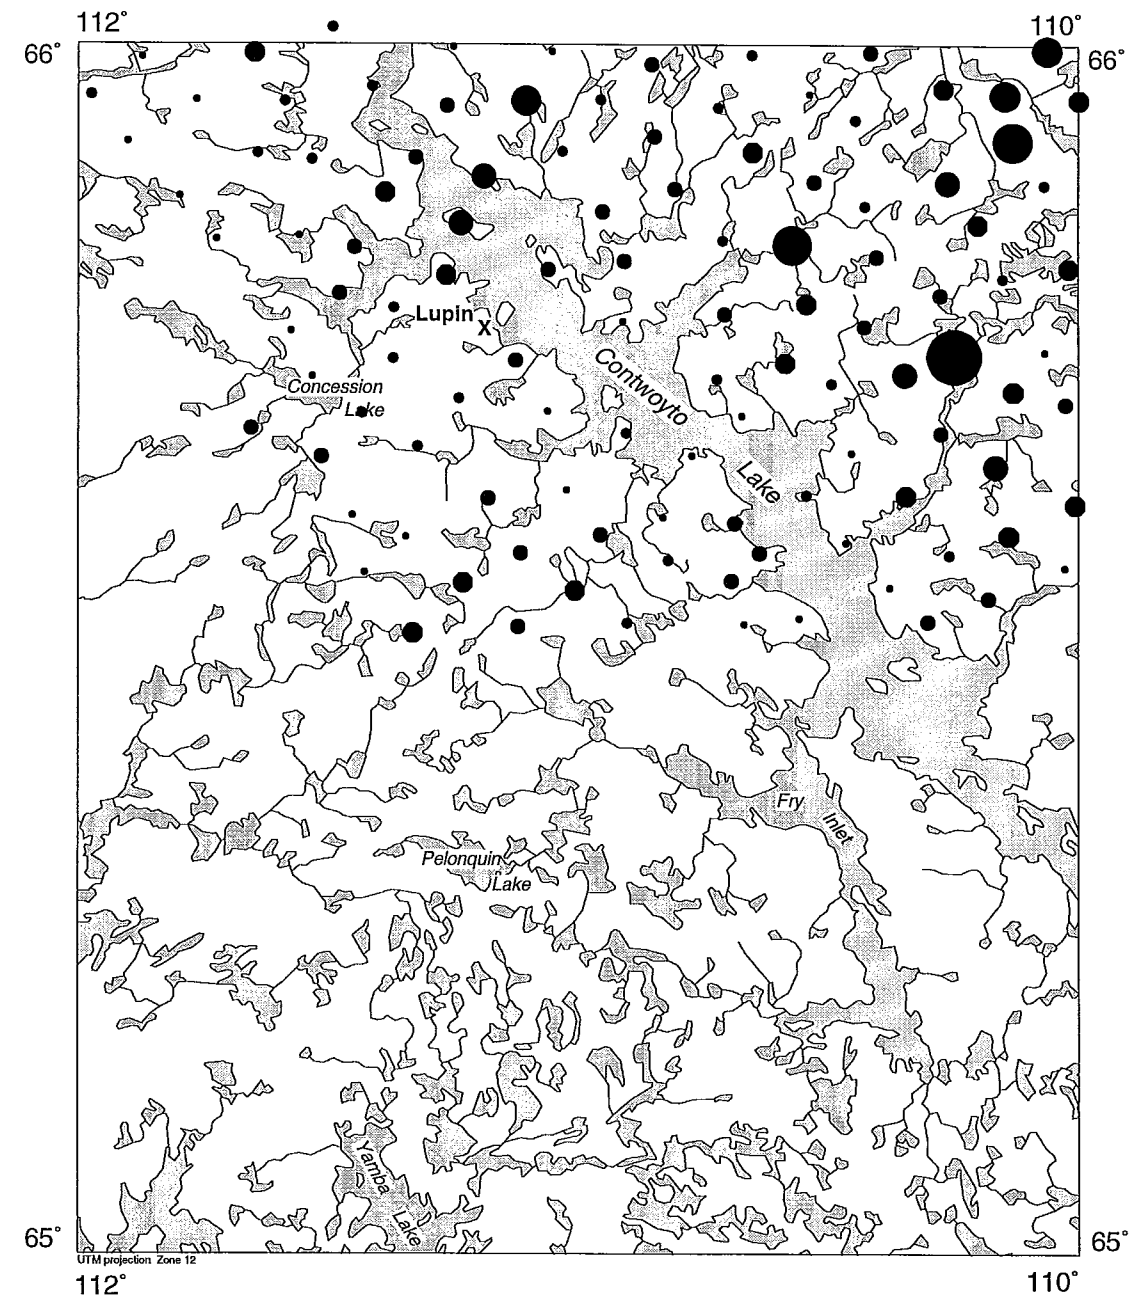 112°
110°
66°
66°
Lupin
X
Concession
Lake
Contwoyto
Lake
Fry
Inlet
Pelonquin
Lake
Yamba
Lake
65°
65°
UTM projection Zone 12
112°
110°